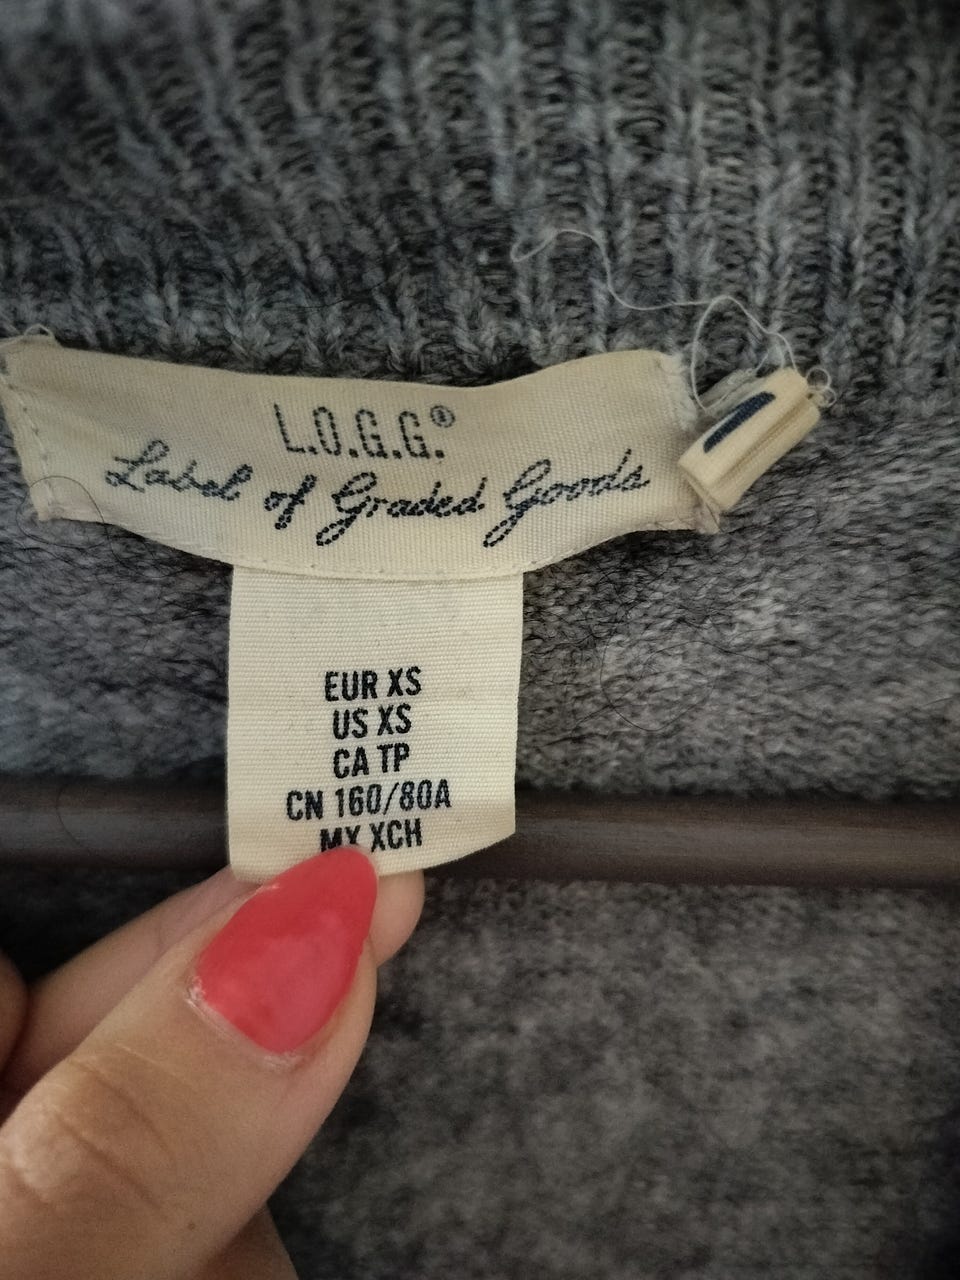 L.O.G.G.®
Label of Graded Goods
EUR XS
US XS
CA TP
CN 160/80A
MX XCH